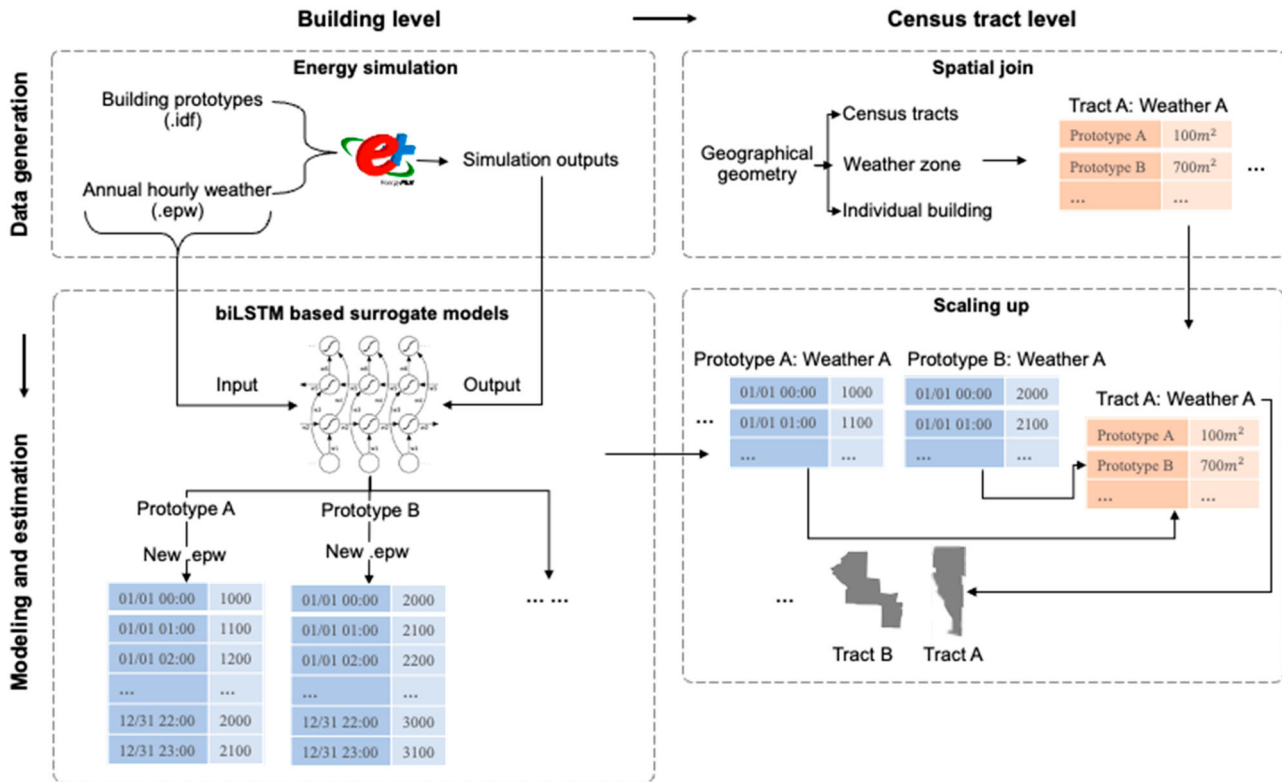 Building level
Census tract level
Data generation
Modeling and estimation
Energy simulation
Building prototypes
(.idf)
Annual hourly weather
(.epw)
e+
EnergyPlus
Simulation outputs
Spatial join
Geographical
geometry
Census tracts
Weather zone
Individual building
Tract A: Weather A
Prototype A 100m²
Prototype B 700m²
... ...
...
biLSTM based surrogate models
Input
Output
Prototype A
Prototype B
New .epw
New .epw
01/01 00:00 1000
01/01 01:00 1100
01/01 02:00 1200
... ...
12/31 22:00 2000
12/31 23:00 2100
01/01 00:00 2000
01/01 01:00 2100
01/01 02:00 2200
... ...
12/31 22:00 3000
12/31 23:00 3100
... ...
Scaling up
Prototype A: Weather A
01/01 00:00 1000
01/01 01:00 1100
... ...
...
Prototype B: Weather A
01/01 00:00 2000
01/01 01:00 2100
... ...
Tract A: Weather A
Prototype A 100m²
Prototype B 700m²
... ...
...
Tract B
Tract A